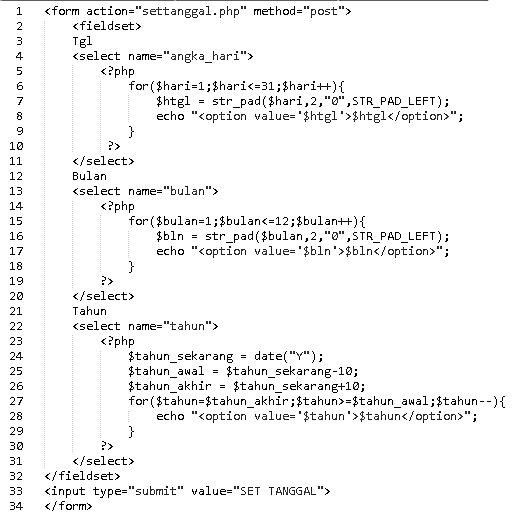 1 <form action="settanggal.php" method="post">
2 <fieldset>
3 Tgl
4 <select name="angka_hari">
5 <?php
6 for($hari=1;$hari<=31;$hari++){
7 $htgl = str_pad($hari,2,"0",STR_PAD_LEFT);
8 echo "<option value='$htgl'>$htgl</option>";
9 }
10 ?>
11 </select>
12 Bulan
13 <select name="bulan">
14 <?php
15 for($bulan=1;$bulan<=12;$bulan++){
16 $bln = str_pad($bulan,2,"0",STR_PAD_LEFT);
17 echo "<option value='$bln'>$bln</option>";
18 }
19 ?>
20 </select>
21 Tahun
22 <select name="tahun">
23 <?php
24 $tahun_sekarang = date("Y");
25 $tahun_awal = $tahun_sekarang-10;
26 $tahun_akhir = $tahun_sekarang+10;
27 for($tahun=$tahun_akhir;$tahun>=$tahun_awal;$tahun--){
28 echo "<option value='$tahun'>$tahun</option>";
29 }
30 ?>
31 </select>
32 </fieldset>
33 <input type="submit" value="SET TANGGAL">
34 </form>